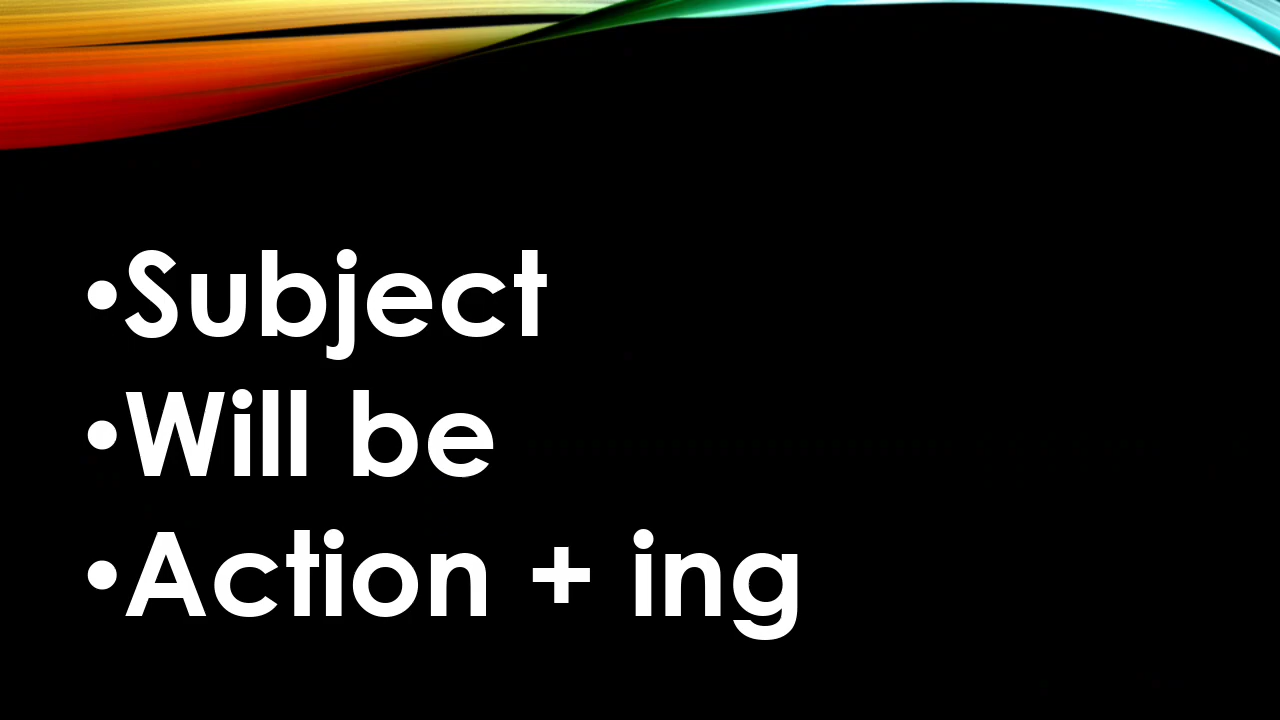 •Subject
•Will be
•Action + ing